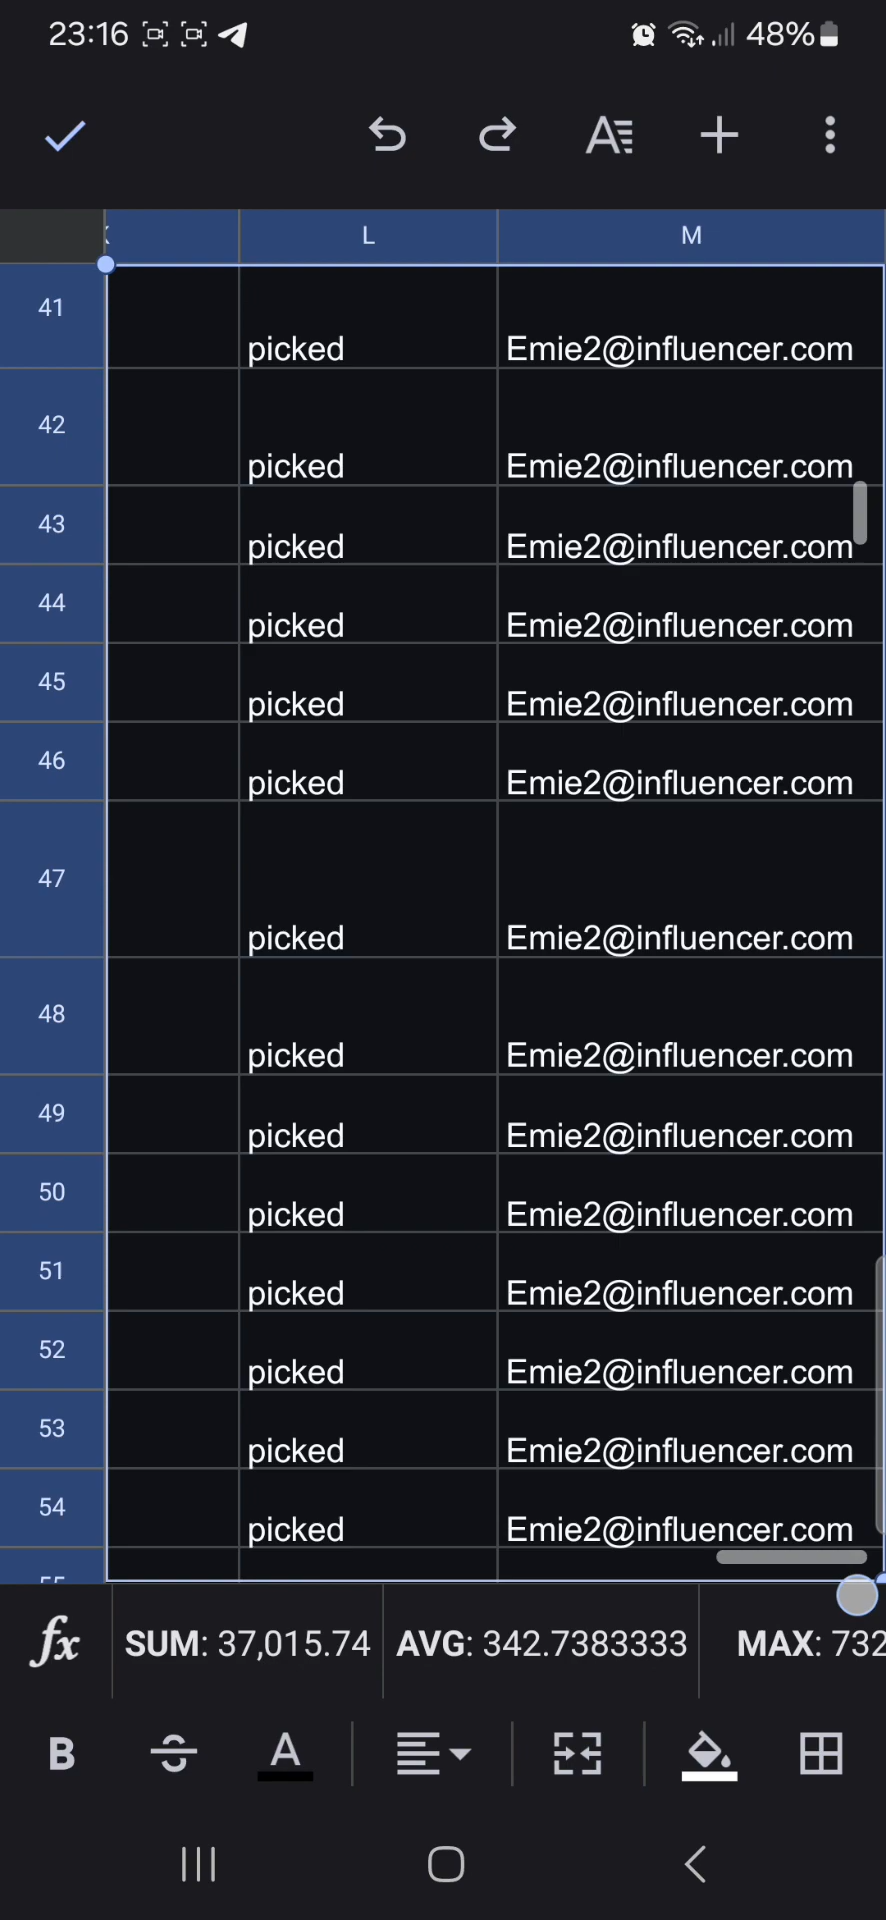 23:16 48%
L M
41 picked Emie2@influencer.com
42 picked Emie2@influencer.com
43 picked Emie2@influencer.com
44 picked Emie2@influencer.com
45 picked Emie2@influencer.com
46 picked Emie2@influencer.com
47 picked Emie2@influencer.com
48 picked Emie2@influencer.com
49 picked Emie2@influencer.com
50 picked Emie2@influencer.com
51 picked Emie2@influencer.com
52 picked Emie2@influencer.com
53 picked Emie2@influencer.com
54 picked Emie2@influencer.com
fx SUM: 37,015.74 AVG: 342.7383333 MAX: 732
B S A